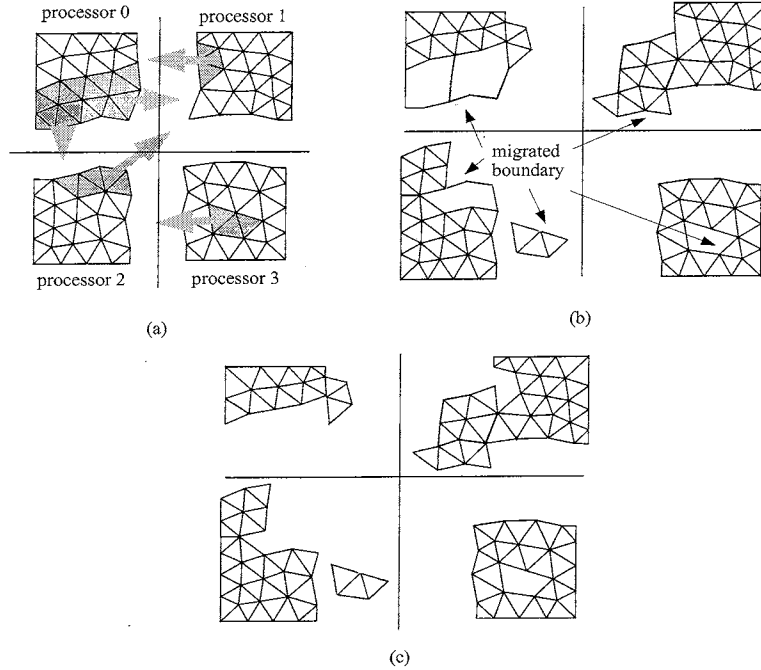 processor 0
processor 1
processor 2
processor 3
(a)
migrated
boundary
(b)
(c)